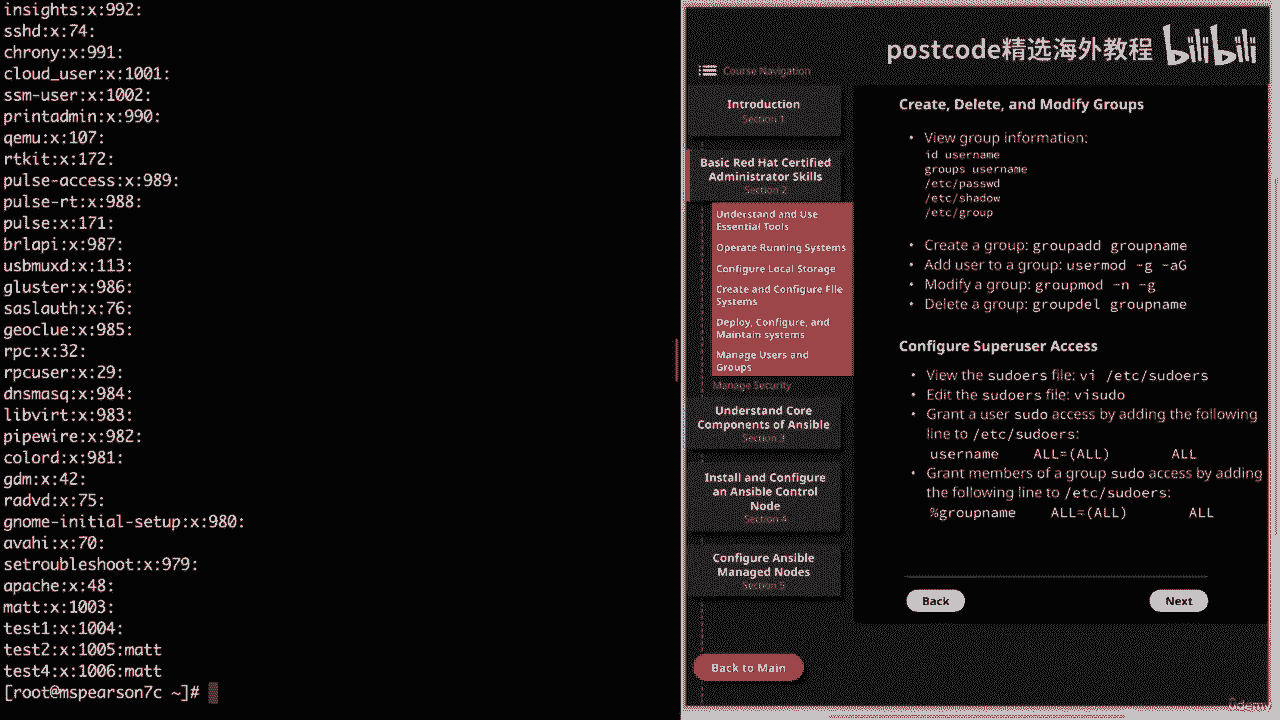 insights:x:992:
sshd:x:74:
chrony:x:991:
cloud_user:x:1001:
ssm-user:x:1002:
printadmin:x:990:
qemu:x:107:
rtkit:x:172:
pulse-access:x:989:
pulse-rt:x:988:
pulse:x:171:
brlapi:x:987:
usbmuxd:x:113:
gluster:x:986:
saslauth:x:76:
geoclue:x:985:
rpc:x:32:
rpcuser:x:29:
dnsmasq:x:984:
libvirt:x:983:
pipewire:x:982:
colord:x:981:
gdm:x:42:
radvd:x:75:
gnome-initial-setup:x:980:
avahi:x:70:
setroubleshoot:x:979:
apache:x:48:
matt:x:1003:
test1:x:1004:
test2:x:1005:matt
test4:x:1006:matt
[root@mspearson7c ~]#
postcode精选海外教程 bilibili
Course Navigation
Introduction
Section 1
Basic Red Hat Certified
Administrator Skills
Section 2
Understand and Use
Essential Tools
Operate Running Systems
Configure Local Storage
Create and Configure File
Systems
Deploy, Configure, and
Maintain systems
Manage Users and
Groups
Manage Security
Understand Core
Components of Ansible
Section 3
Install and Configure
an Ansible Control
Node
Section 4
Configure Ansible
Managed Nodes
Section 5
Back to Main
Create, Delete, and Modify Groups
• View group information:
id username
groups username
/etc/passwd
/etc/shadow
/etc/group
• Create a group: groupadd groupname
• Add user to a group: usermod -g -aG
• Modify a group: groupmod -n -g
• Delete a group: groupdel groupname
Configure Superuser Access
• View the sudoers file: vi /etc/sudoers
• Edit the sudoers file: visudo
• Grant a user sudo access by adding the following
line to /etc/sudoers:
username ALL=(ALL) ALL
• Grant members of a group sudo access by adding
the following line to /etc/sudoers:
%groupname ALL=(ALL) ALL
Back
Next
Udemy